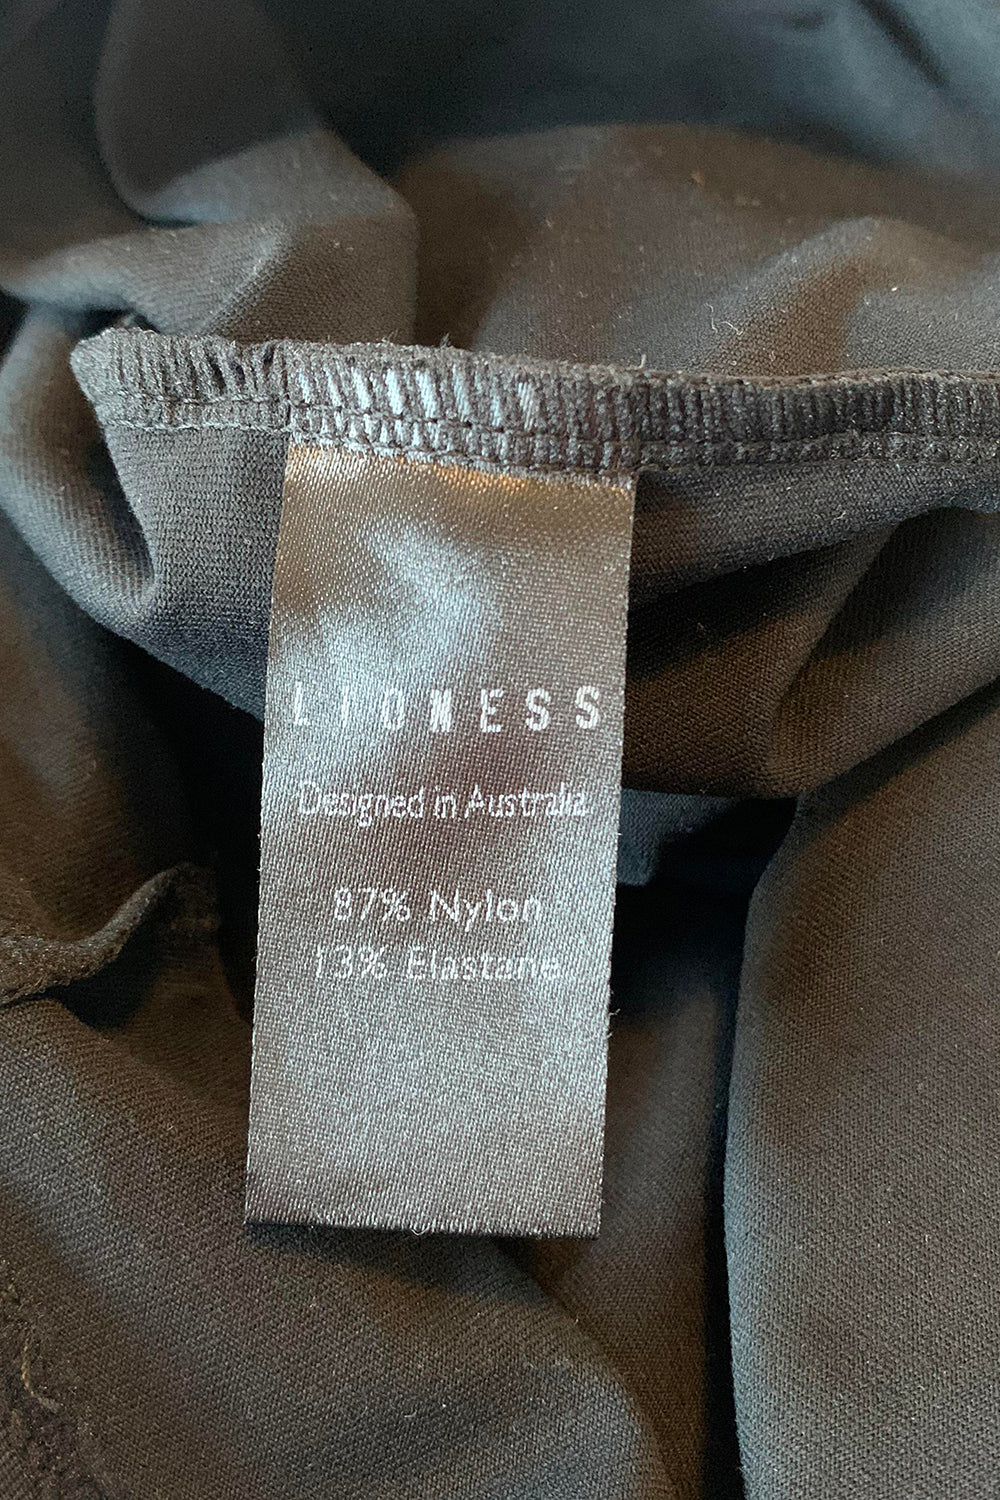 LIONESS
Designed in Australia
87% Nylon
13% Elastane